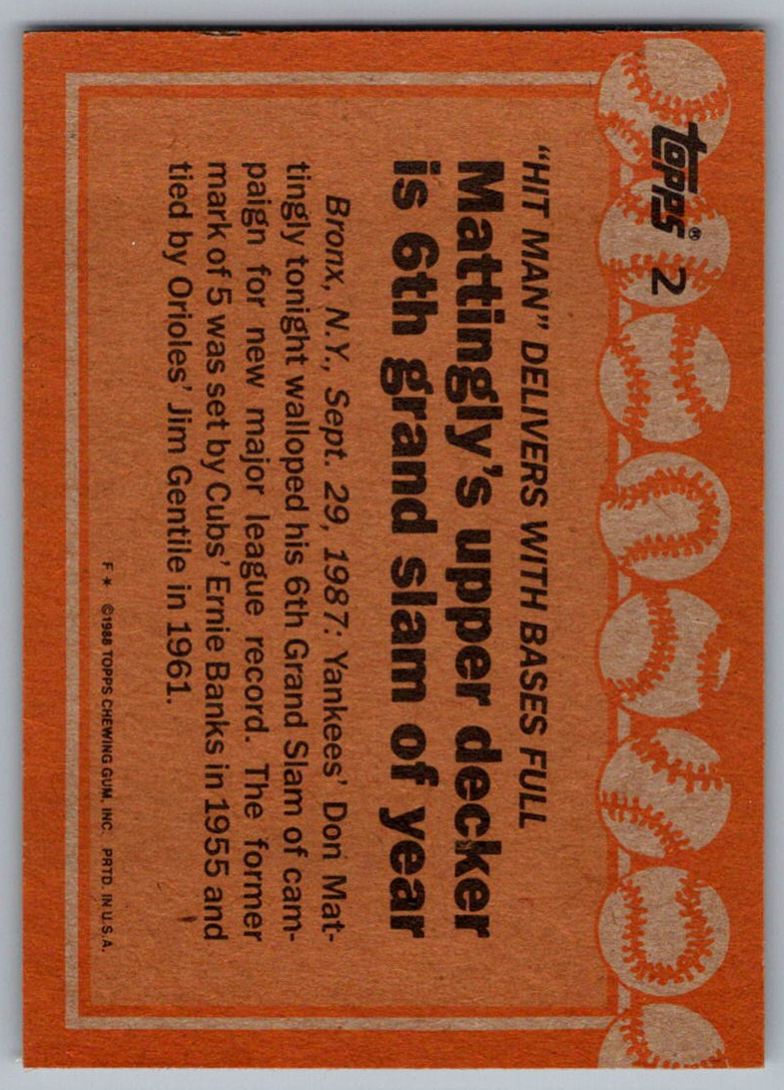 topps® 2
"HIT MAN" DELIVERS WITH BASES FULL
Mattingly's upper decker
is 6th grand slam of year
Bronx, N.Y., Sept. 29, 1987: Yankees' Don Mat-
tingly tonight walloped his 6th Grand Slam of cam-
paign for new major league record. The former
mark of 5 was set by Cubs' Ernie Banks in 1955 and
tied by Orioles' Jim Gentile in 1961.
F* ©1988 TOPPS CHEWING GUM, INC. PRTD. IN U.S.A.